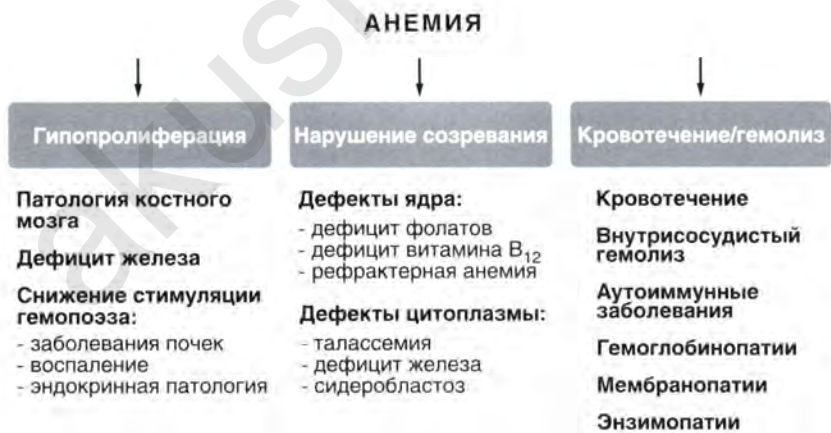 АНЕМИЯ
Гипопролиферация
Патология костного
мозга
Дефицит железа
Снижение стимуляции
гемопоэза:
- заболевания почек
- воспаление
- эндокринная патология
Нарушение созревания
Дефекты ядра:
- дефицит фолатов
- дефицит витамина B₁₂
- рефрактерная анемия
Дефекты цитоплазмы:
- талассемия
- дефицит железа
- сидеробластоз
Кровотечение/гемолиз
Кровотечение
Внутрисосудистый
гемолиз
Аутоиммунные
заболевания
Гемоглобинопатии
Мембранопатии
Энзимопатии